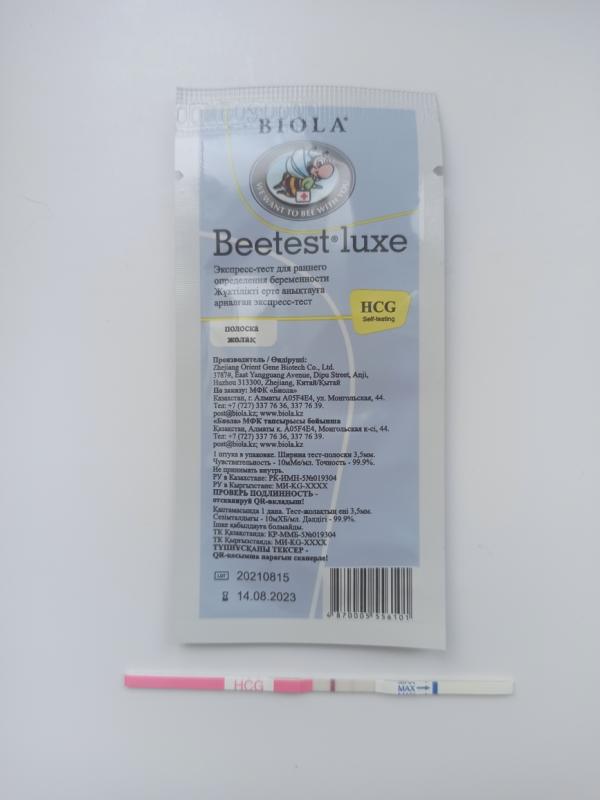 BIOLA®
WE WANT TO BEE WITH YOU
Beetest® luxe
Экспресс-тест для раннего
определения беременности
Жүктілікті ерте анықтауға
арналған экспресс-тест
HCG
Self-testing
полоска
жолақ
Производитель / Өндіруші:
Zhejiang Orient Gene Biotech Co., Ltd.
3787#, East Yangguang Avenue, Dipu Street, Anji,
Huzhou 313300, Zhejiang, Китай/Қытай
По заказу: МФК «Биола»
Казахстан, г. Алматы A05F4E4, ул. Монгольская, 44.
Тел: +7 (727) 337 76 36, 337 76 39.
post@biola.kz; www.biola.kz
«Биола» МФК тапсырысы бойынша
Қазақстан, Алматы қ. A05F4E4, Монгольская к-сі, 44.
Тел: +7 (727) 337 76 36, 337 76 39.
post@biola.kz; www.biola.kz
1 штука в упаковке. Ширина тест-полоски 3,5мм.
Чувствительность - 10мМе/мл. Точность - 99.9%.
Не принимать внутрь.
РУ в Казахстане: РК-ИМН-5№019304
РУ в Кыргызстане: MИ-KG-XXXX
ПРОВЕРЬ ПОДЛИННОСТЬ -
отсканируй QR-вкладыш!
Қаптамасында 1 дана. Тест-жолақтың ені 3,5мм.
Сезімталдығы - 10мХБ/мл. Дәлдігі - 99.9%.
Ішке қабылдауға болмайды.
ТК Қазақстанда: ҚР-ММБ-5№019304
ТК Қырғызстанда: MИ-KG-XXXX
ТҮПНҰСҚАНЫ ТЕКСЕР -
QR-қосымша парағын сканерле!
LOT 20210815
14.08.2023
4 870005 556101
HCG
MAX